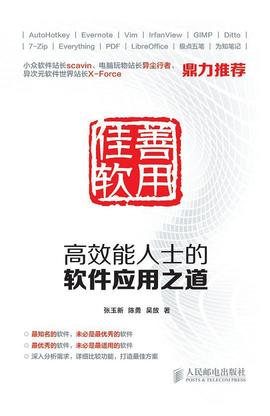 | AutoHotkey | Evernote | Vim | IrfanView | GIMP | Ditto
| 7-Zip | Everything | PDF | LibreOffice | 极点五笔 | 为知笔记
小众软件站长scavin、电脑玩物站长异尘行者、
异次元软件世界站长X-Force
鼎力推荐
善用
佳软
高效能人士的
软件应用之道
张玉新 陈勇 吴故 著
最知名的软件，未必是最优秀的软件
最优秀的软件，未必是最适用的软件
深入分析需求，详细比较功能，打造最佳方案
人民邮电出版社
POSTS & TELECOM PRESS